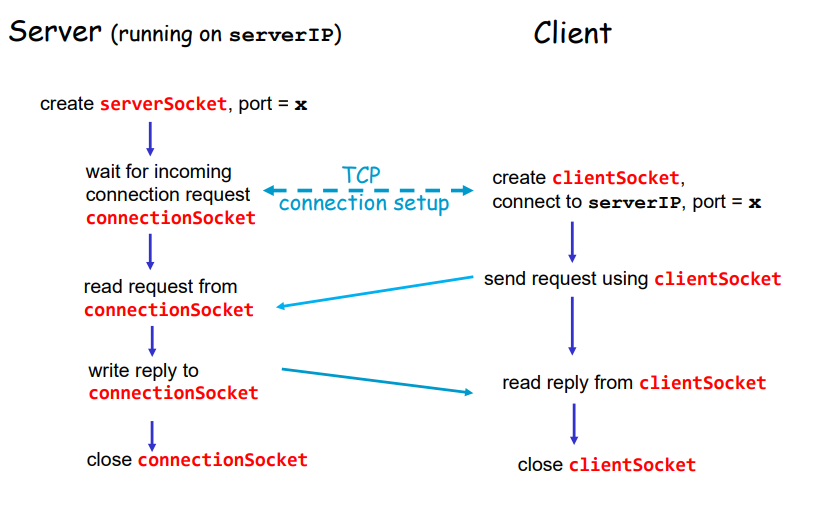 Server (running on serverIP)
Client
create serverSocket, port = x
wait for incoming
connection request
connectionSocket
TCP
connection setup
create clientSocket,
connect to serverIP, port = x
read request from
connectionSocket
send request using clientSocket
write reply to
connectionSocket
read reply from clientSocket
close connectionSocket
close clientSocket